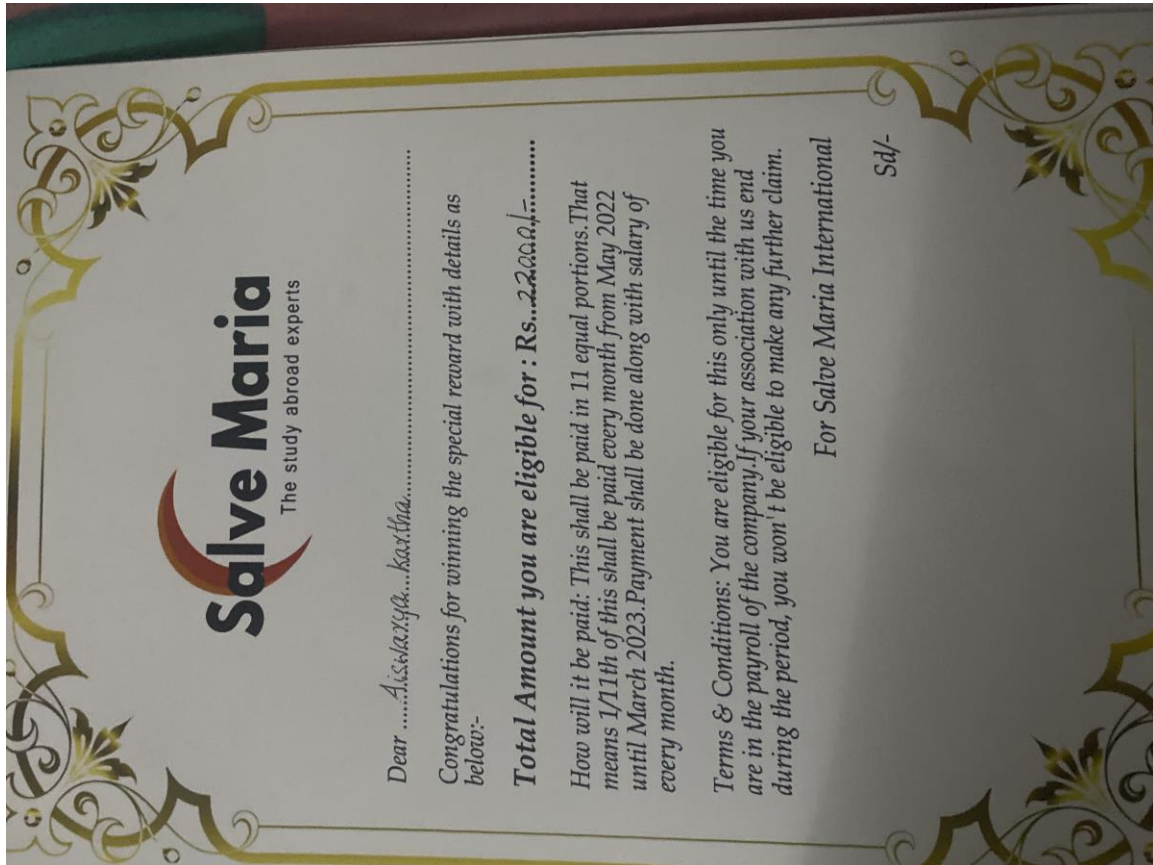 Salve Maria
The study abroad experts
Dear ....Aiswarya...kartha.......................................................
Congratulations for winning the special reward with details as
below:-
Total Amount you are eligible for : Rs...22000/-..........
How will it be paid: This shall be paid in 11 equal portions.That
means 1/11th of this shall be paid every month from May 2022
until March 2023.Payment shall be done along with salary of
every month.
Terms & Conditions: You are eligible for this only until the time you
are in the payroll of the company.If your association with us end
during the period, you won't be eligible to make any further claim.
For Salve Maria International
Sd/-